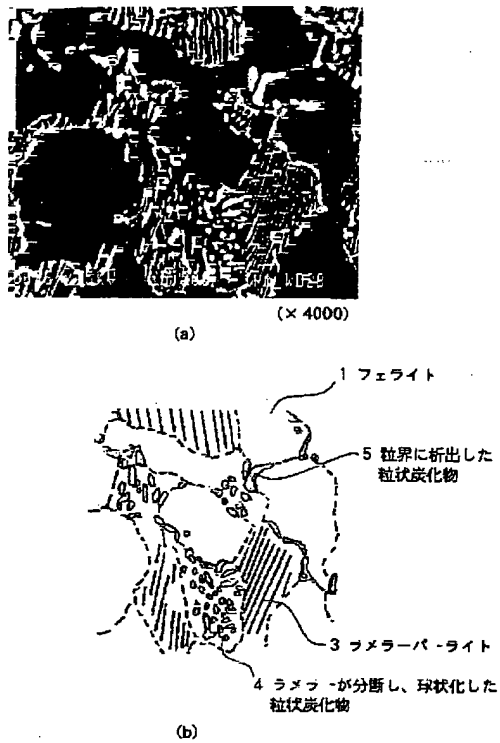 (× 4000)
(a)
1 フェライト
5 粒界に析出した
粒状炭化物
3 ラメラーパーライト
4 ラメラーが分断し、球状化した
粒状炭化物
(b)